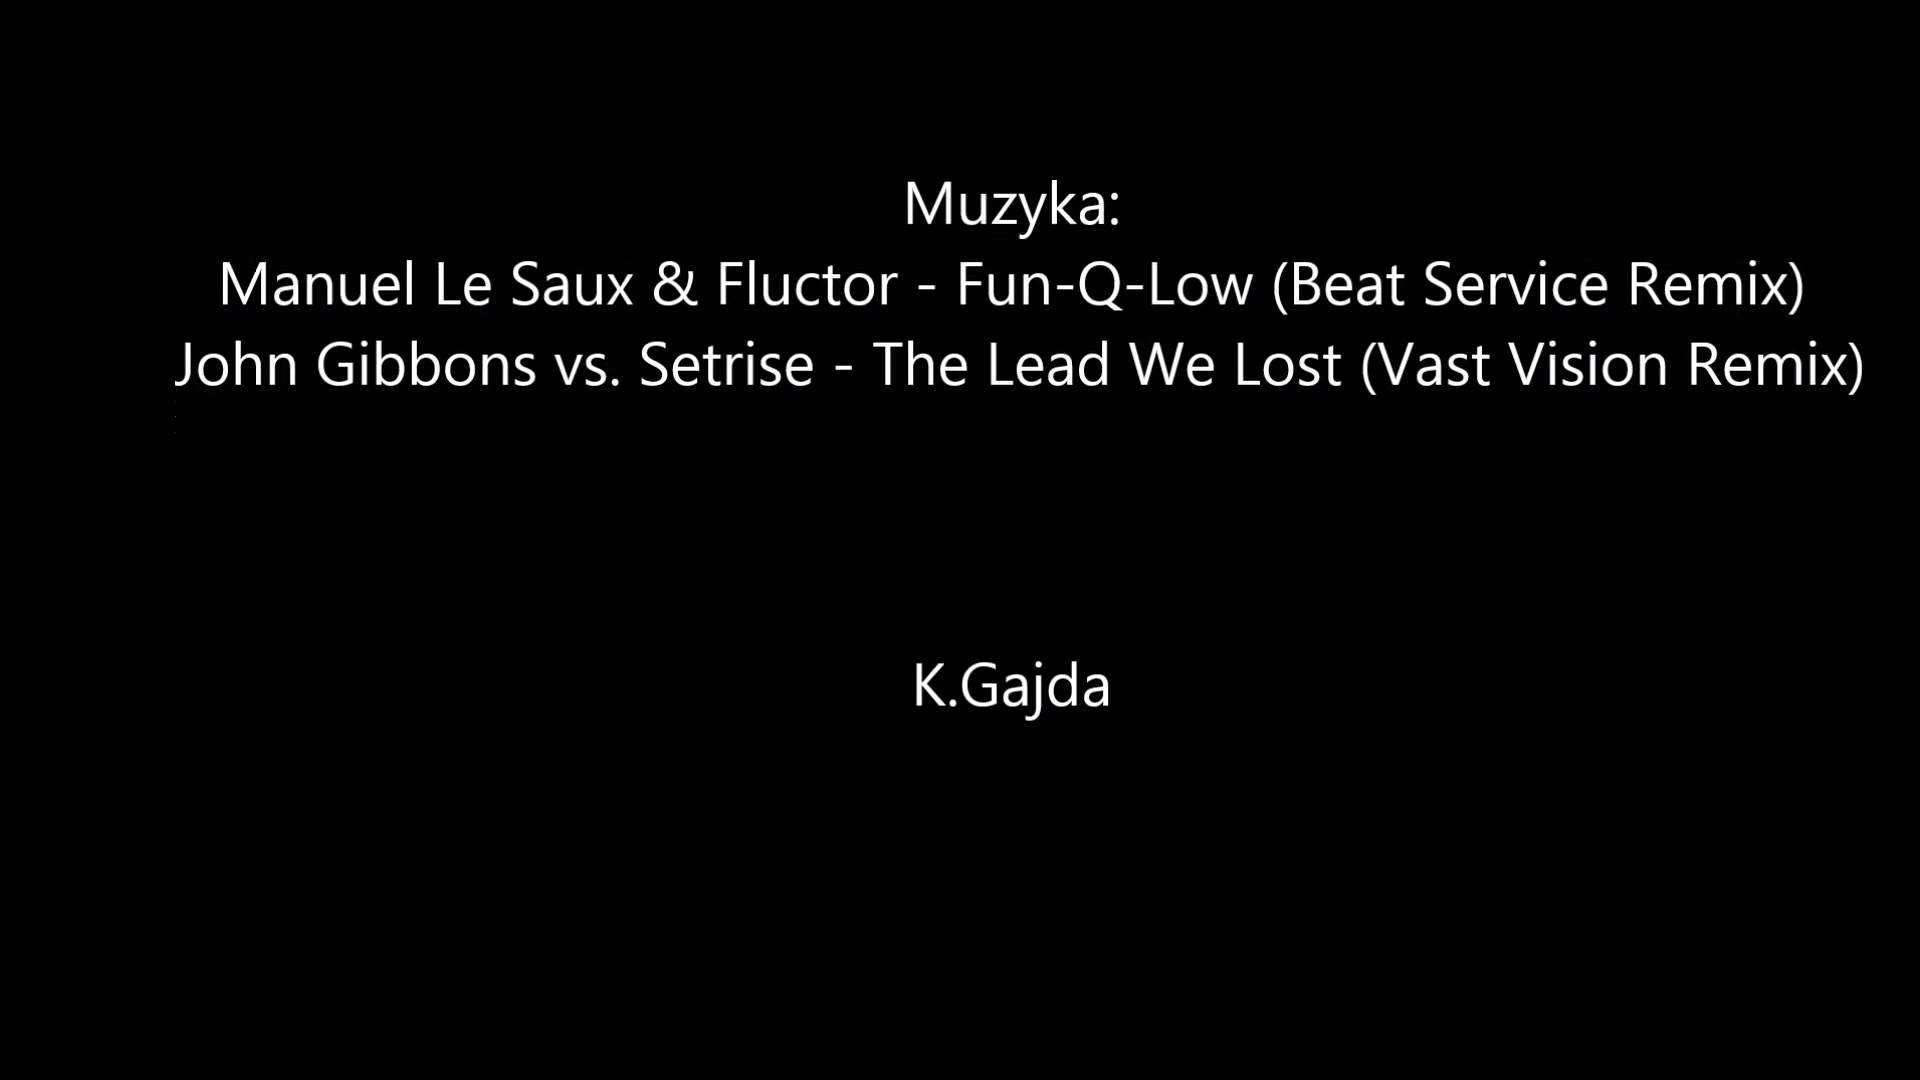 Muzyka:
Manuel Le Saux & Fluctor - Fun-Q-Low (Beat Service Remix)
John Gibbons vs. Setrise - The Lead We Lost (Vast Vision Remix)
K.Gajda